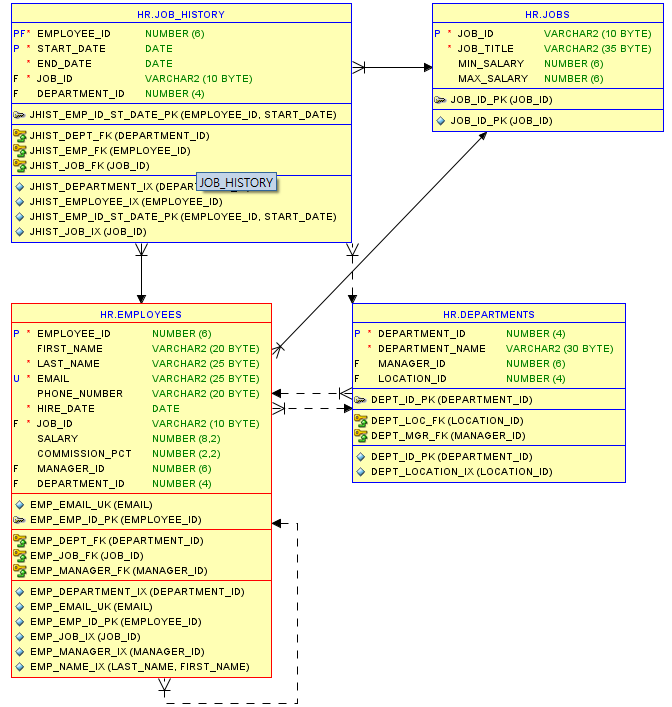 HR.JOB_HISTORY
PF* EMPLOYEE_ID NUMBER (6)
P * START_DATE DATE
* END_DATE DATE
F * JOB_ID VARCHAR2 (10 BYTE)
F DEPARTMENT_ID NUMBER (4)
JHIST_EMP_ID_ST_DATE_PK (EMPLOYEE_ID, START_DATE)
JHIST_DEPT_FK (DEPARTMENT_ID)
JHIST_EMP_FK (EMPLOYEE_ID)
JHIST_JOB_FK (JOB_ID)
JOB_HISTORY
JHIST_DEPARTMENT_IX (DEPAR
JHIST_EMPLOYEE_IX (EMPLOYEE_ID)
JHIST_EMP_ID_ST_DATE_PK (EMPLOYEE_ID, START_DATE)
JHIST_JOB_IX (JOB_ID)
HR.JOBS
P * JOB_ID VARCHAR2 (10 BYTE)
* JOB_TITLE VARCHAR2 (35 BYTE)
MIN_SALARY NUMBER (6)
MAX_SALARY NUMBER (6)
JOB_ID_PK (JOB_ID)
JOB_ID_PK (JOB_ID)
HR.EMPLOYEES
P * EMPLOYEE_ID NUMBER (6)
FIRST_NAME VARCHAR2 (20 BYTE)
* LAST_NAME VARCHAR2 (25 BYTE)
U * EMAIL VARCHAR2 (25 BYTE)
PHONE_NUMBER VARCHAR2 (20 BYTE)
* HIRE_DATE DATE
F * JOB_ID VARCHAR2 (10 BYTE)
SALARY NUMBER (8,2)
COMMISSION_PCT NUMBER (2,2)
F MANAGER_ID NUMBER (6)
F DEPARTMENT_ID NUMBER (4)
EMP_EMAIL_UK (EMAIL)
EMP_EMP_ID_PK (EMPLOYEE_ID)
EMP_DEPT_FK (DEPARTMENT_ID)
EMP_JOB_FK (JOB_ID)
EMP_MANAGER_FK (MANAGER_ID)
EMP_DEPARTMENT_IX (DEPARTMENT_ID)
EMP_EMAIL_UK (EMAIL)
EMP_EMP_ID_PK (EMPLOYEE_ID)
EMP_JOB_IX (JOB_ID)
EMP_MANAGER_IX (MANAGER_ID)
EMP_NAME_IX (LAST_NAME, FIRST_NAME)
HR.DEPARTMENTS
P * DEPARTMENT_ID NUMBER (4)
* DEPARTMENT_NAME VARCHAR2 (30 BYTE)
F MANAGER_ID NUMBER (6)
F LOCATION_ID NUMBER (4)
DEPT_ID_PK (DEPARTMENT_ID)
DEPT_LOC_FK (LOCATION_ID)
DEPT_MGR_FK (MANAGER_ID)
DEPT_ID_PK (DEPARTMENT_ID)
DEPT_LOCATION_IX (LOCATION_ID)